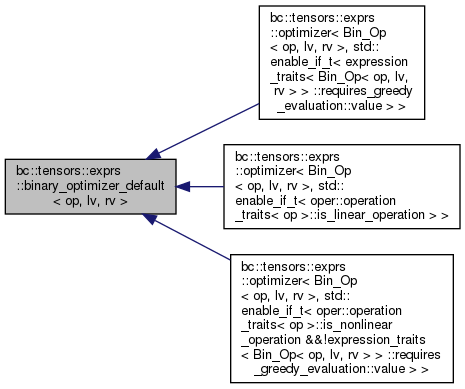 bc::tensors::exprs
::optimizer< Bin_Op
< op, lv, rv >, std::
enable_if_t< expression
_traits< Bin_Op< op, lv,
rv > > ::requires_greedy
_evaluation::value > >
bc::tensors::exprs
::binary_optimizer_default
< op, lv, rv >
bc::tensors::exprs
::optimizer< Bin_Op
< op, lv, rv >, std::
enable_if_t< oper::operation
_traits< op >::is_linear_operation > >
bc::tensors::exprs
::optimizer< Bin_Op
< op, lv, rv >, std::
enable_if_t< oper::operation
_traits< op >::is_nonlinear
_operation &&!expression_traits
< Bin_Op< op, lv, rv > > ::requires
_greedy_evaluation::value > >